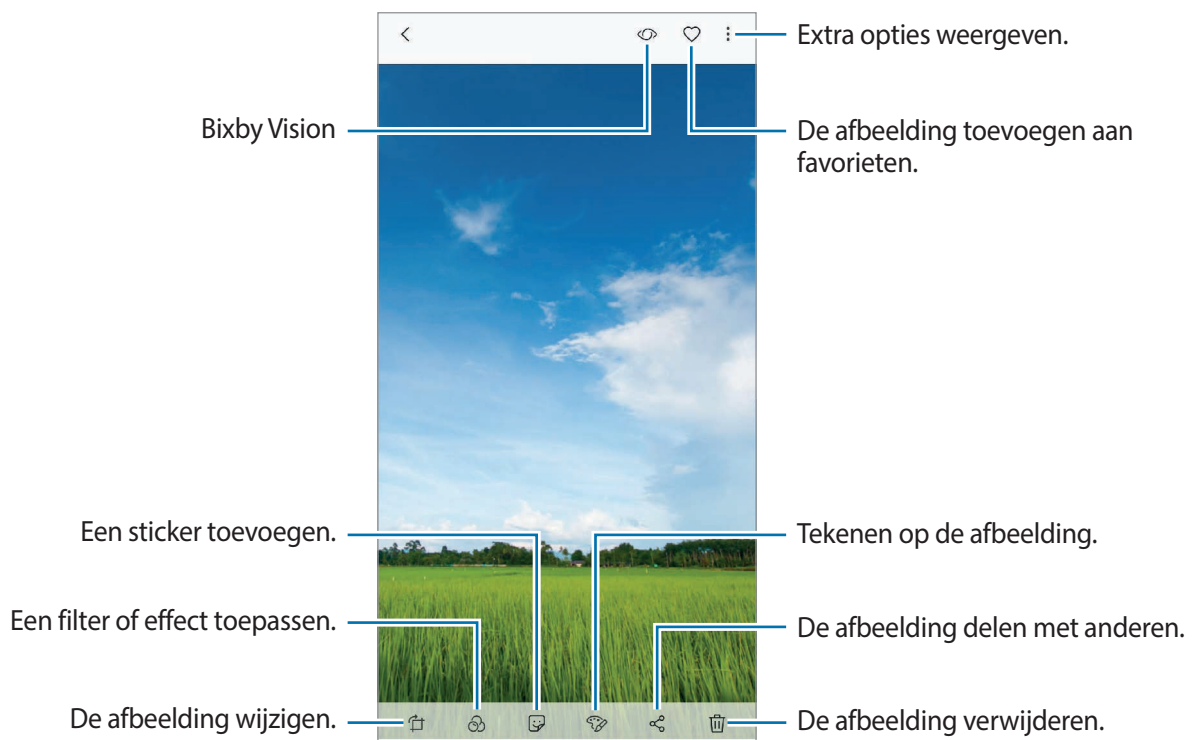 Extra opties weergeven.
Bixby Vision
De afbeelding toevoegen aan
favorieten.
Een sticker toevoegen.
Tekenen op de afbeelding.
Een filter of effect toepassen.
De afbeelding delen met anderen.
De afbeelding wijzigen.
De afbeelding verwijderen.